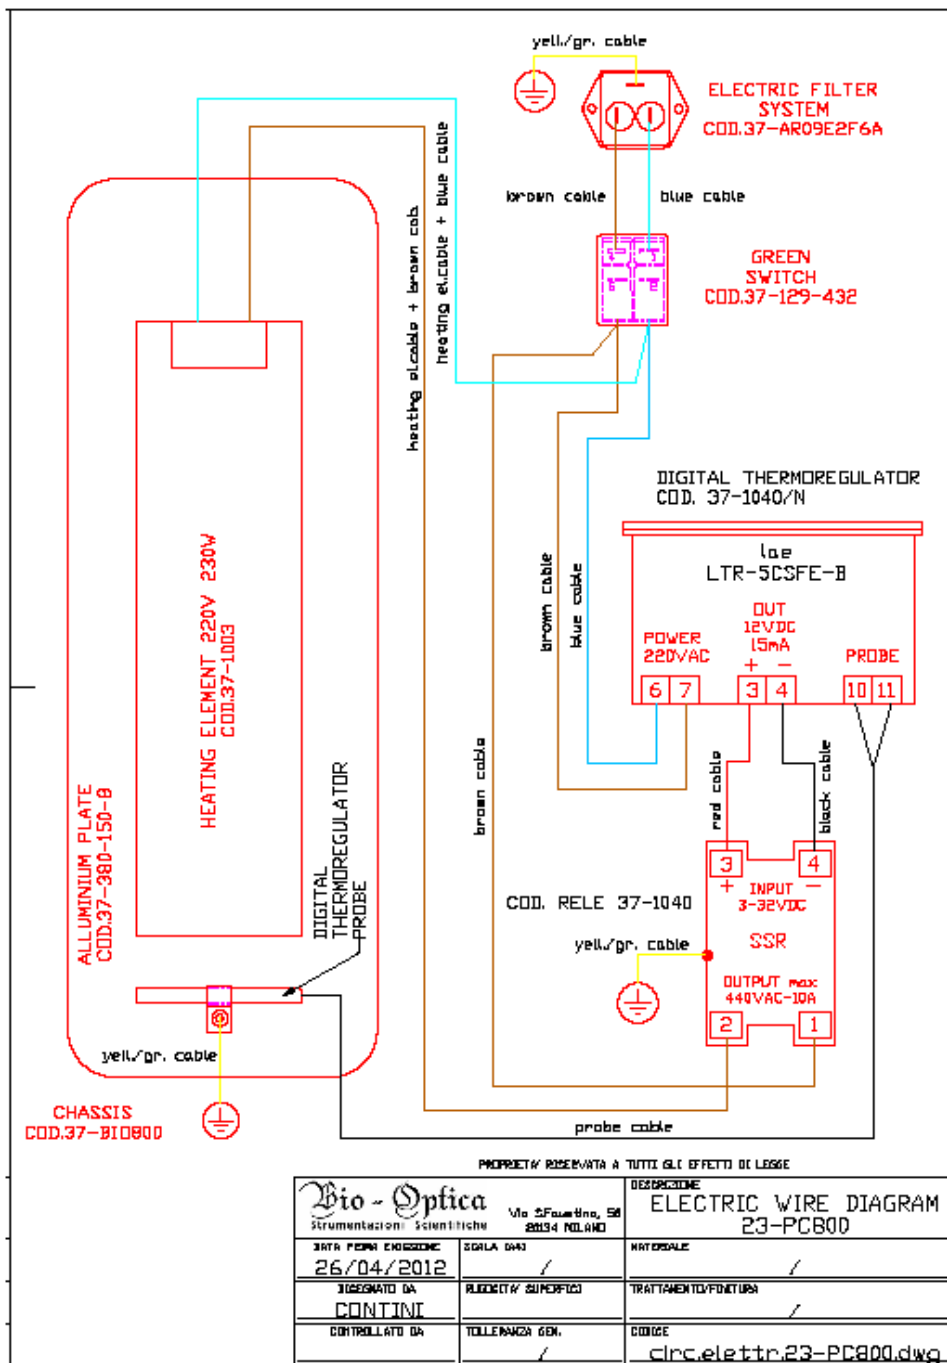 yell./gr. cable
ELECTRIC FILTER
SYSTEM
COD.37-AR09E2F6A
brown cable
blue cable
GREEN
SWITCH
COD.37-129-432
heating el.cable + brown cab.
heating el.cable + blue cable
DIGITAL THERMOREGULATOR
COD. 37-1040/N
lae
LTR-5CSFE-B
OUT
12VDC
15mA
+ -
POWER
220VAC
PROBE
6 7
3 4
10 11
brown cable
blue cable
HEATING ELEMENT 220V 230W
COD.37-1003
ALLUMINIUM PLATE
COD.37-380-150-8
DIGITAL
THERMOREGULATOR
PROBE
brown cable
red cable
black cable
3 4
+ -
INPUT
3-32VDC
COD. RELE 37-1040
SSR
yell./gr. cable
OUTPUT max
440VAC-10A
2 1
yell./gr. cable
CHASSIS
COD.37-BIO800
probe cable
PROPRIETA' RISERVATA A TUTTI GLI EFFETTI DI LEGGE
Bio - Optica
Strumentazioni Scientifiche
Via S.Faustino, 58
20134 MILANO
DESCRIZIONE
ELECTRIC WIRE DIAGRAM
23-PC800
DATA PRIMA EMISSIONE
26/04/2012
SCALA
/
MATERIALE
/
DISEGNATO DA
CONTINI
RUGOSITA' SUPERFICI
TRATTAMENTO/FINITURA
/
CONTROLLATO DA
TOLLERANZA GEN.
/
CODICE
circ.elettr.23-PC800.dwg